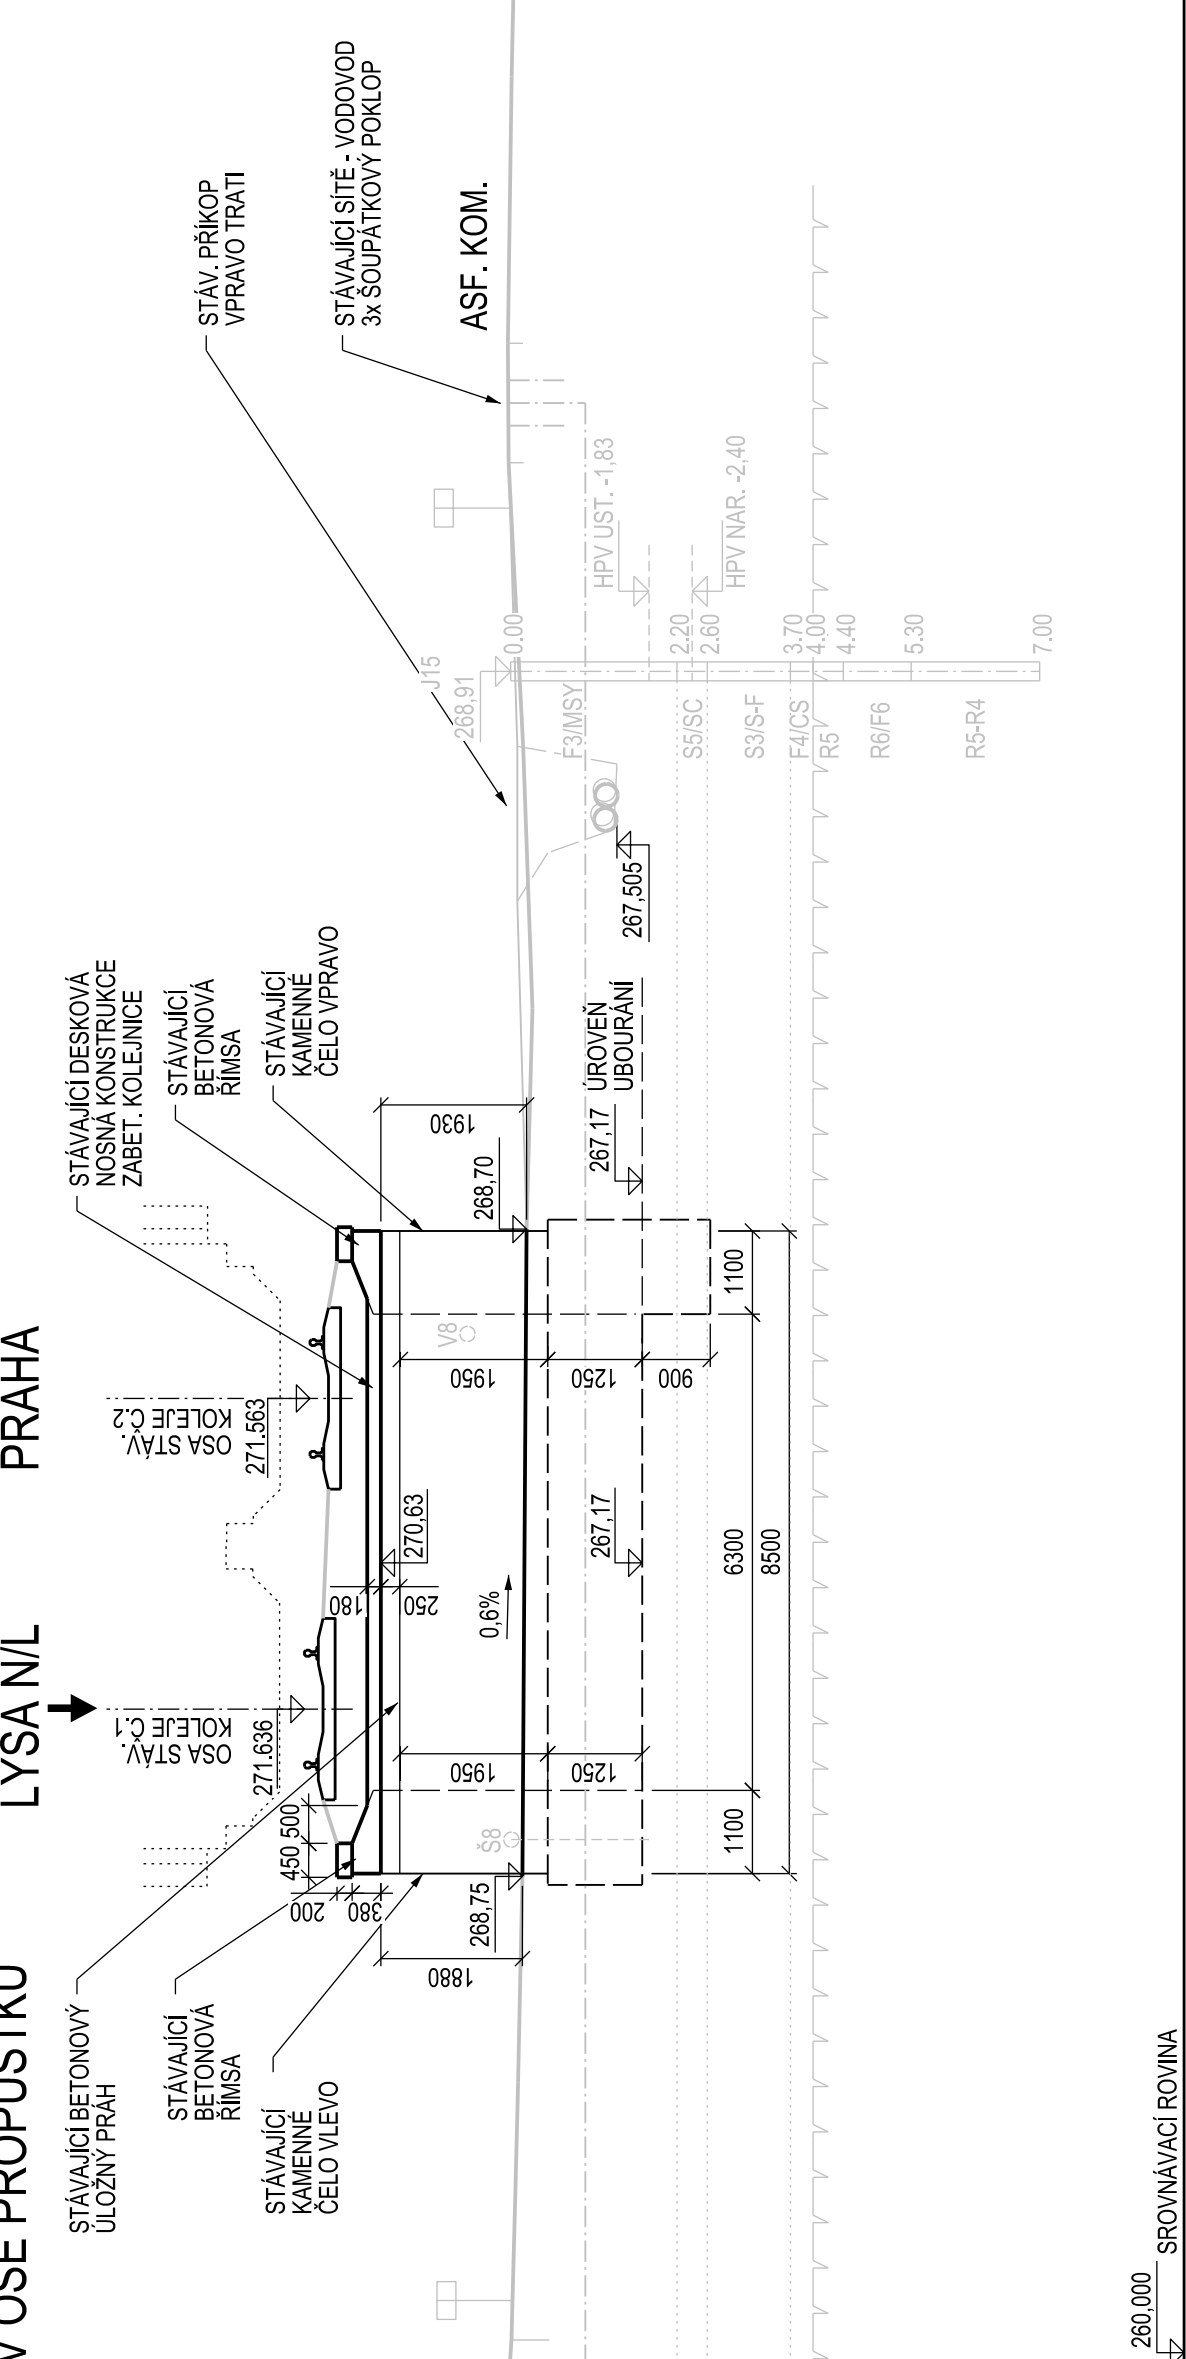 V OSE PROPUSTKU
LYSÁ N/L
PRAHA
STÁVAJÍCÍ BETONOVÝ
ÚLOŽNÝ PRÁH
STÁVAJÍCÍ
BETONOVÁ
ŘÍMSA
STÁVAJÍCÍ
KAMENNÉ
ČELO VLEVO
OSA STÁV.
KOLEJE Č.1
271.636
OSA STÁV.
KOLEJE Č.2
271.563
STÁVAJÍCÍ DESKOVÁ
NOSNÁ KONSTRUKCE
ZABET. KOLEJNICE
STÁVAJÍCÍ
BETONOVÁ
ŘÍMSA
STÁVAJÍCÍ
KAMENNÉ
ČELO VPRAVO
STÁV. PŘÍKOP
VPRAVO TRATI
STÁVAJÍCÍ SÍTĚ - VODOVOD
3x ŠOUPÁTKOVÝ POKLOP
ASF. KOM.
450
500
200
380
180
250
270,63
1880
1930
268,75
268,70
Š8
V8
0,6%
1950
1250
1950
1250
900
267,17
267,17
ÚROVEŇ
UBOURÁNÍ
267,505
1100
6300
1100
8500
J15
268,91
0.00
F3/MSY
HPV UST. -1,83
HPV NAR. -2,40
2.20
S5/SC
2.60
S3/S-F
3.70
F4/CS
4.00
R5
4.40
R6/F6
5.30
R5-R4
7.00
260,000
SROVNÁVACÍ ROVINA